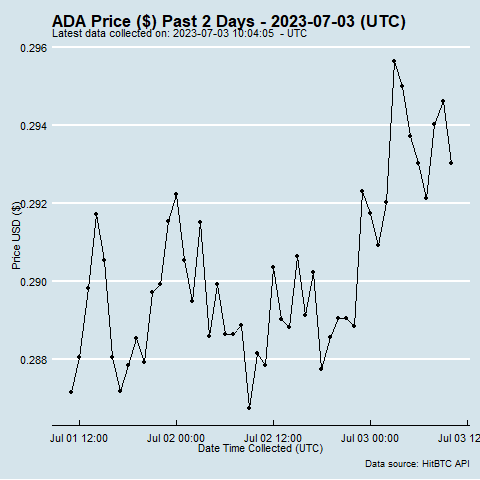 ADA Price ($) Past 2 Days - 2023-07-03 (UTC)
Latest data collected on: 2023-07-03 10:04:05  - UTC
0.296
0.294
0.292
0.290
0.288
Price USD ($)
Jul 01 12:00 Jul 02 00:00 Jul 02 12:00 Jul 03 00:00 Jul 03 12
Date Time Collected (UTC)
Data source: HitBTC API